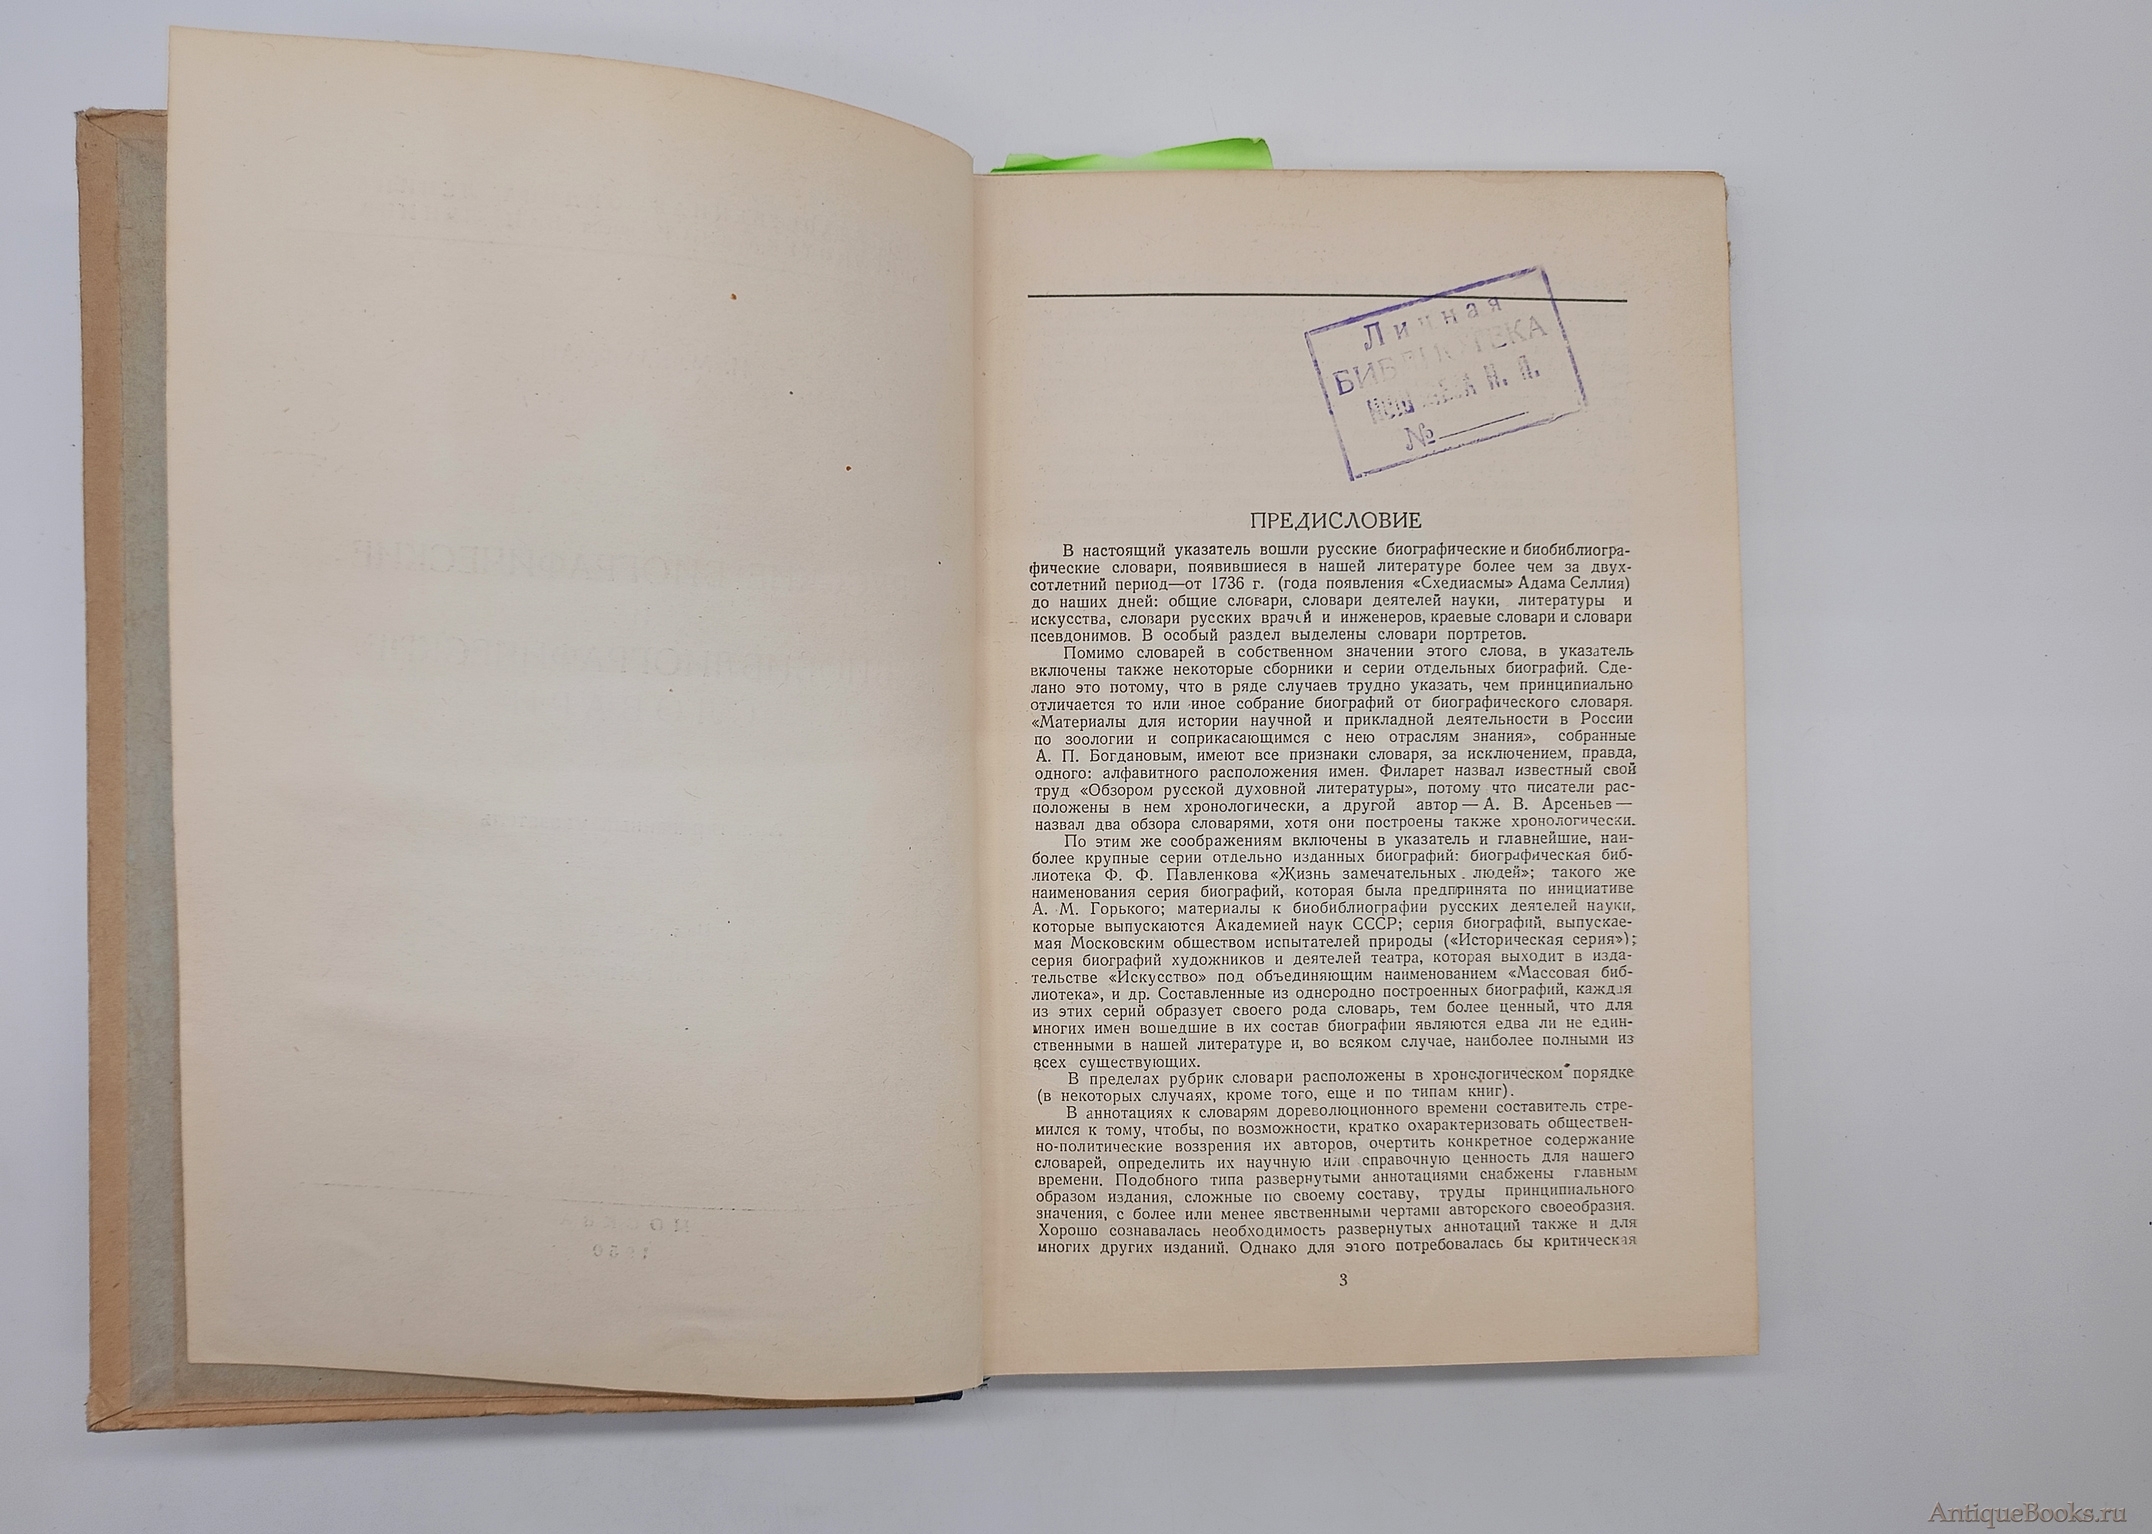 Личная
БИБЛИОТЕКА
Н. П.
№
ПРЕДИСЛОВИЕ
В настоящий указатель вошли русские биографические и биобиблиогра-
фические словари, появившиеся в нашей литературе более чем за двух-
сотлетний период—от 1736 г. (года появления «Схедиасмы» Адама Селлия)
до наших дней: общие словари, словари деятелей науки, литературы и
искусства, словари русских врачей и инженеров, краевые словари и словари
псевдонимов. В особый раздел выделены словари портретов.
Помимо словарей в собственном значении этого слова, в указатель
включены также некоторые сборники и серии отдельных биографий. Сде-
лано это потому, что в ряде случаев трудно указать, чем принципиально
отличается то или иное собрание биографий от биографического словаря.
«Материалы для истории научной и прикладной деятельности в России
по зоологии и соприкасающимся с нею отраслям знания», собранные
А. П. Богдановым, имеют все признаки словаря, за исключением, правда,
одного: алфавитного расположения имен. Филарет назвал известный свой
труд «Обзором русской духовной литературы», потому что писатели рас-
положены в нем хронологически, а другой автор — А. В. Арсеньев —
назвал два обзора словарями, хотя они построены также хронологически.
По этим же соображениям включены в указатель и главнейшие, наи-
более крупные серии отдельно изданных биографий: биографическая биб-
лиотека Ф. Ф. Павленкова «Жизнь замечательных людей»; такого же
наименования серия биографий, которая была предпринята по инициативе
А. М. Горького; материалы к биобиблиографии русских деятелей науки,
которые выпускаются Академией наук СССР; серия биографий, выпускае-
мая Московским обществом испытателей природы («Историческая серия»);
серия биографий художников и деятелей театра, которая выходит в изда-
тельстве «Искусство» под объединяющим наименованием «Массовая биб-
лиотека», и др. Составленные из однородно построенных биографий, каждая
из этих серий образует своего рода словарь, тем более ценный, что для
многих имен вошедшие в их состав биографии являются едва ли не един-
ственными в нашей литературе и, во всяком случае, наиболее полными из
всех существующих.
В пределах рубрик словари расположены в хронологическом порядке
(в некоторых случаях, кроме того, еще и по типам книг).
В аннотациях к словарям дореволюционного времени составитель стре-
мился к тому, чтобы, по возможности, кратко охарактеризовать обществен-
но-политические воззрения их авторов, очертить конкретное содержание
словарей, определить их научную или справочную ценность для нашего
времени. Подобного типа развернутыми аннотациями снабжены главным
образом издания, сложные по своему составу, труды принципиального
значения, с более или менее явственными чертами авторского своеобразия.
Хорошо сознавалась необходимость развернутых аннотаций также и для
многих других изданий. Однако для этого потребовалась бы критическая
3
AntiqueBooks.ru